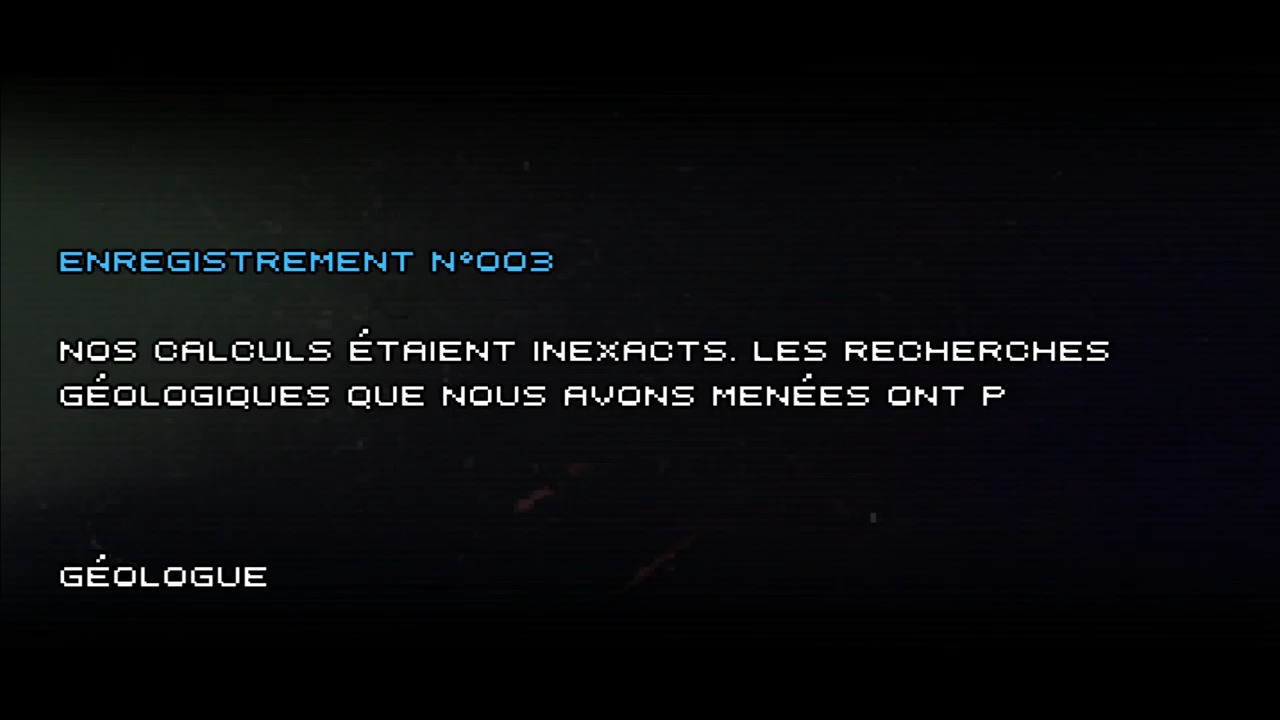 ENREGISTREMENT N°003
NOS CALCULS ÉTAIENT INEXACTS. LES RECHERCHES
GÉOLOGIQUES QUE NOUS AVONS MENÉES ONT P
GÉOLOGUE